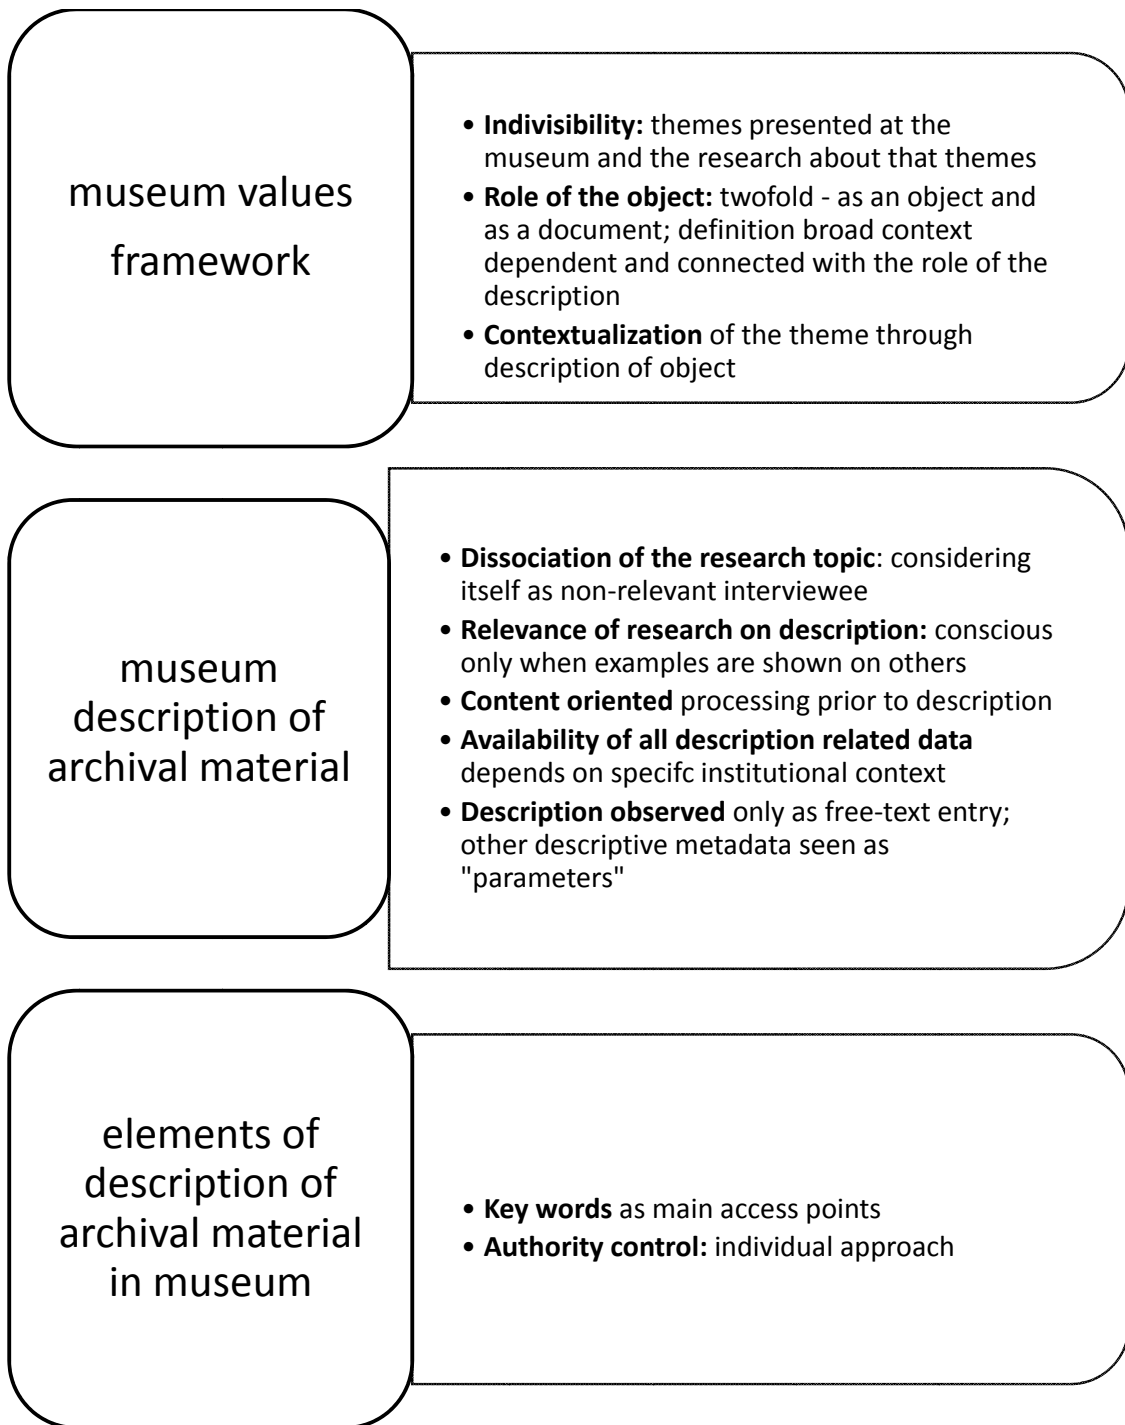 museum values
framework
• Indivisibility: themes presented at the
museum and the research about that themes
• Role of the object: twofold - as an object and
as a document; definition broad context
dependent and connected with the role of the
description
• Contextualization of the theme through
description of object
museum
description of
archival material
• Dissociation of the research topic: considering
itself as non-relevant interviewee
• Relevance of research on description: conscious
only when examples are shown on others
• Content oriented processing prior to description
• Availability of all description related data
depends on specifc institutional context
• Description observed only as free-text entry;
other descriptive metadata seen as
"parameters"
elements of
description of
archival material
in museum
• Key words as main access points
• Authority control: individual approach